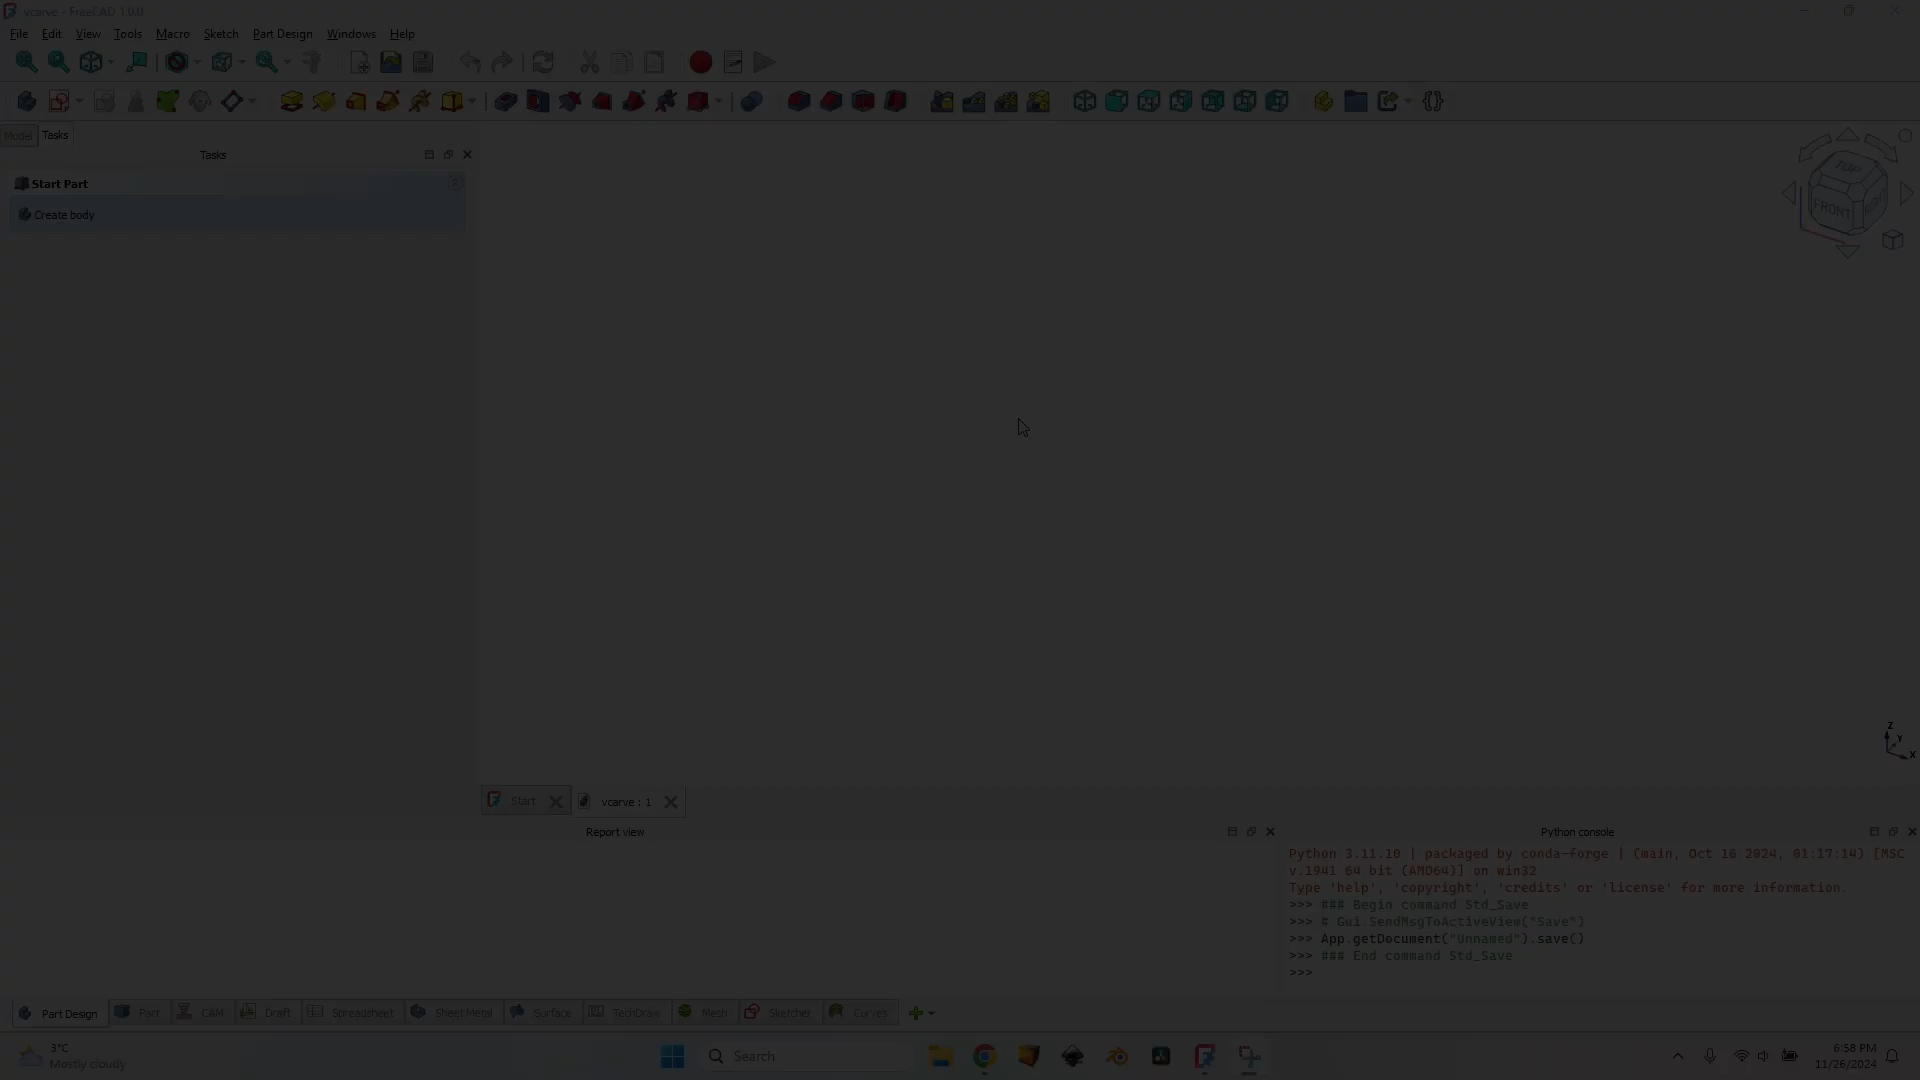 vcarve - FreeCAD 1.0.0
File Edit View Tools Macro Sketch Part Design Windows Help
Model Tasks
Tasks
Start Part
Create body
TOP
FRONT
RIGHT
Z
Y
X
Start
vcarve : 1
Report view
Python console
Python 3.11.10 | packaged by conda-forge | (main, Oct 16 2024, 01:17:14) [MSC
v.1941 64 bit (AMD64)] on win32
Type 'help', 'copyright', 'credits' or 'license' for more information.
>>> ### Begin command Std_Save
>>> # Gui.SendMsgToActiveView("Save")
>>> App.getDocument("Unnamed").save()
>>> ### End command Std_Save
>>>
Part Design Part CAM Draft Spreadsheet Sheet Metal Surface TechDraw Mesh Sketcher Curves
3°C
Mostly cloudy
Search
6:58 PM
11/26/2024